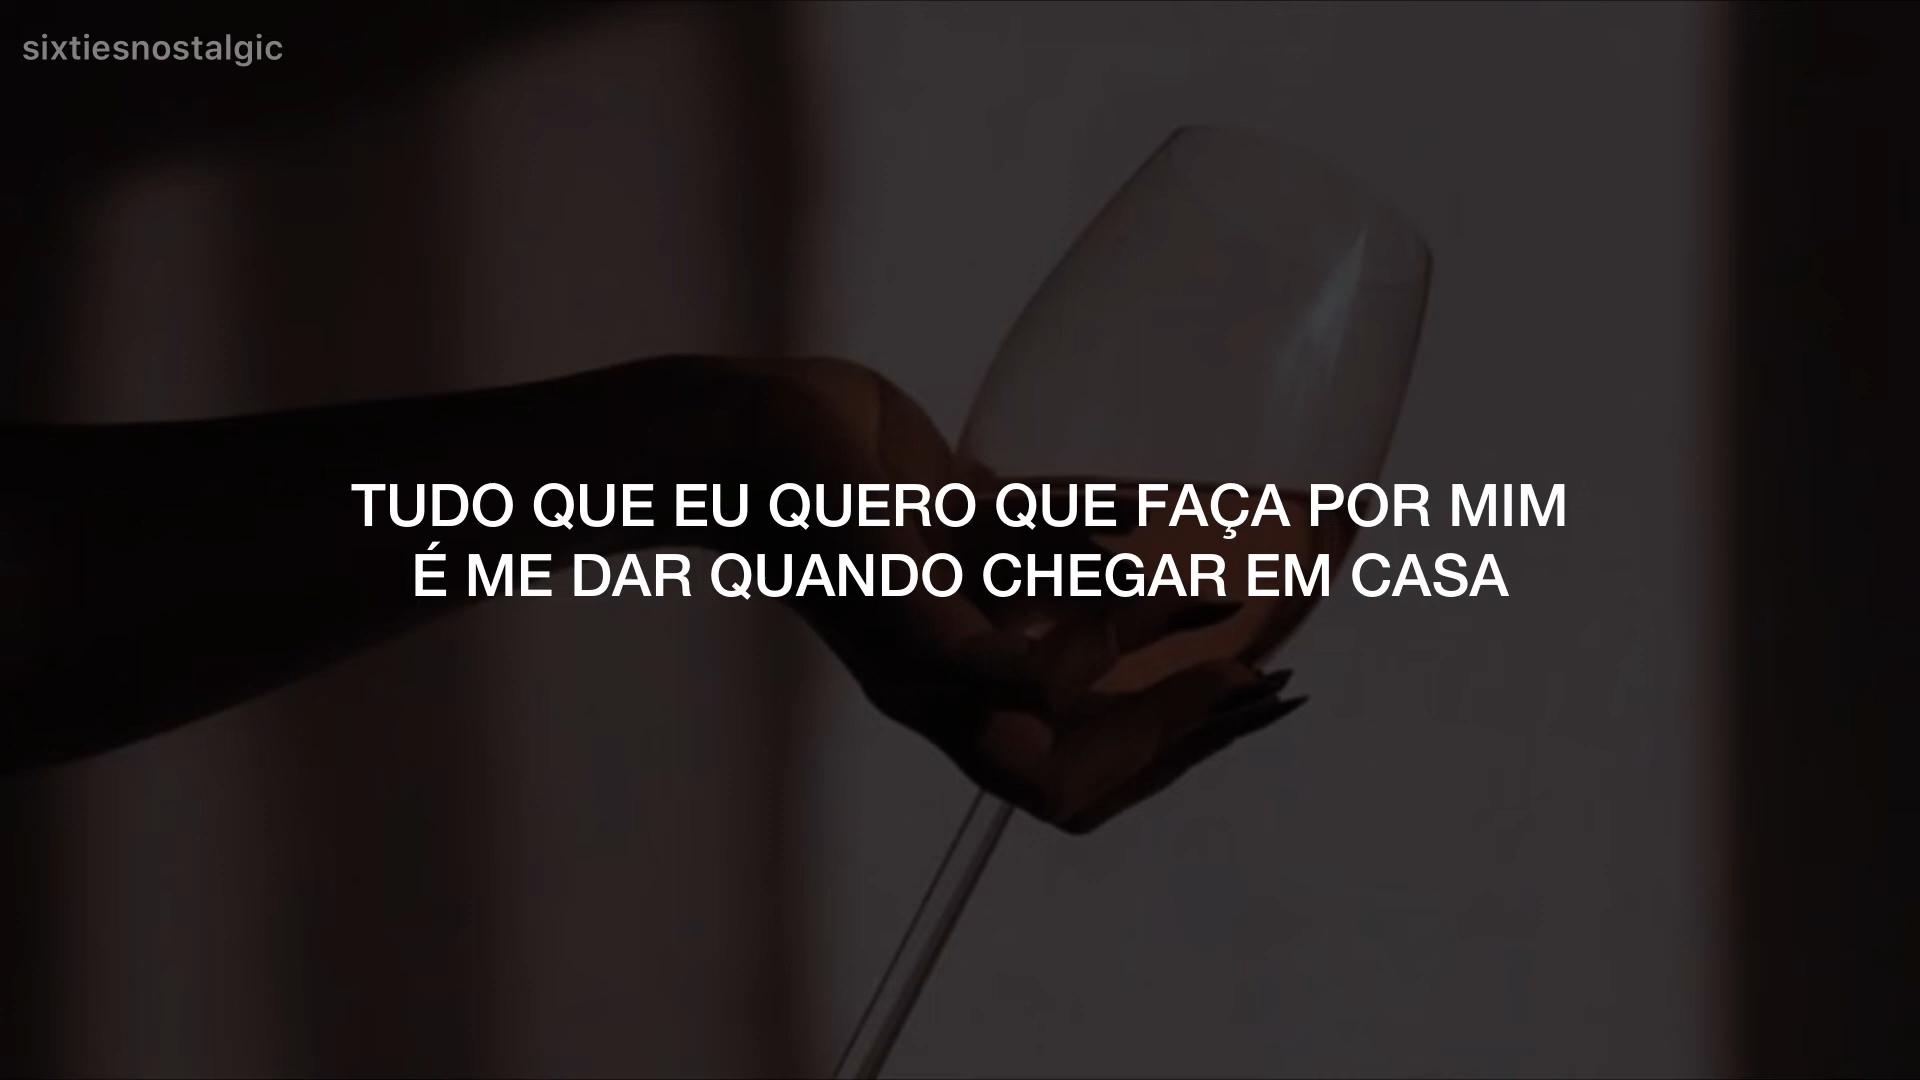 sixtiesnostalgic
TUDO QUE EU QUERO QUE FAÇA POR MIM
É ME DAR QUANDO CHEGAR EM CASA